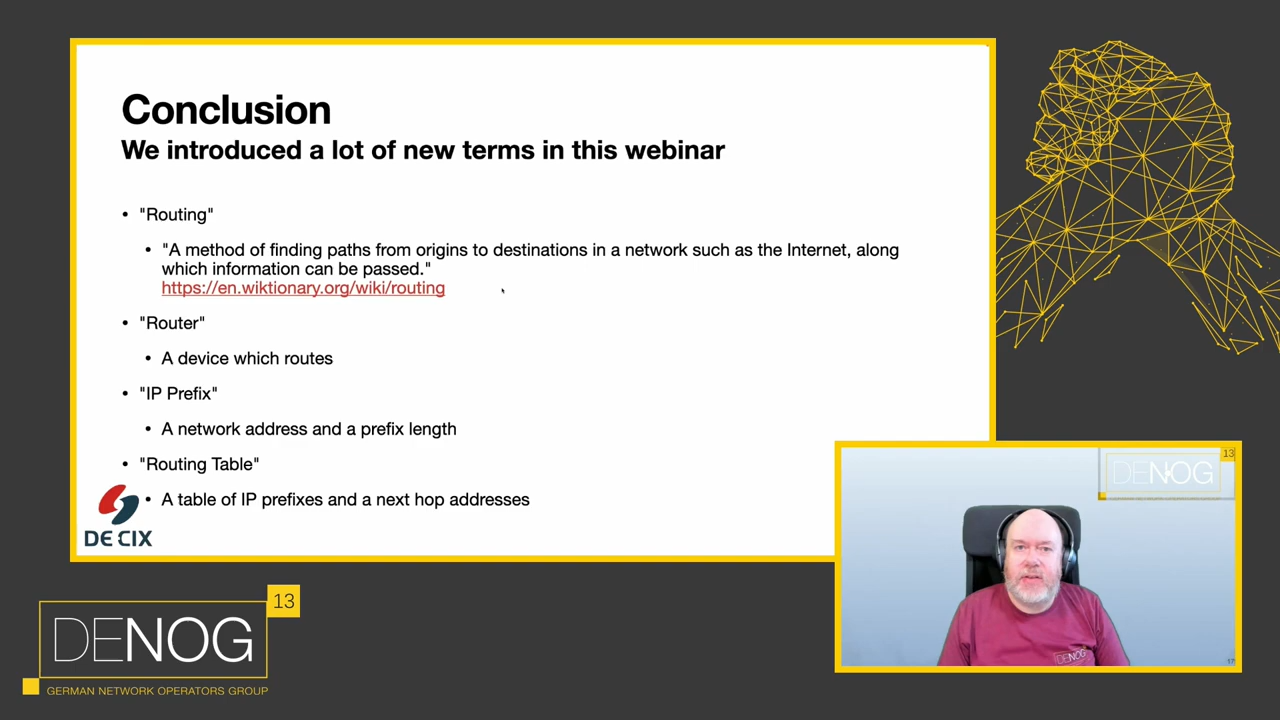 Conclusion
We introduced a lot of new terms in this webinar
• "Routing"
• "A method of finding paths from origins to destinations in a network such as the Internet, along
which information can be passed."
https://en.wiktionary.org/wiki/routing
• "Router"
• A device which routes
• "IP Prefix"
• A network address and a prefix length
• "Routing Table"
• A table of IP prefixes and a next hop addresses
DE CIX
13
DENOG
GERMAN NETWORK OPERATORS GROUP
13
DENOG
DENOG
17